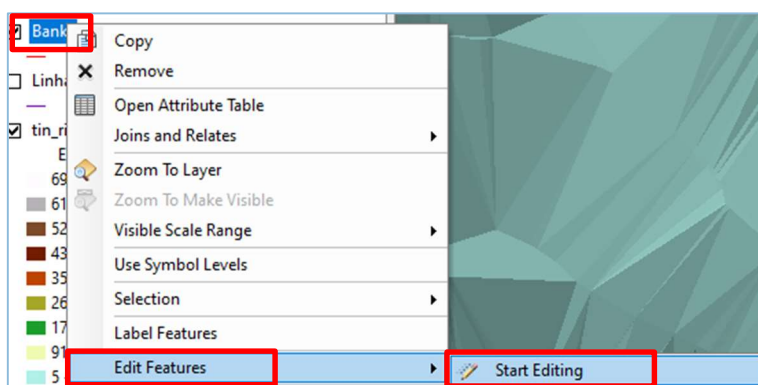 Bank
Copy
Remove
Linha
Open Attribute Table
tin_ri
Joins and Relates
E
Zoom To Layer
69
Zoom To Make Visible
61
Visible Scale Range
52
43
Use Symbol Levels
35
Selection
26
17
Label Features
91
Edit Features
Start Editing
5